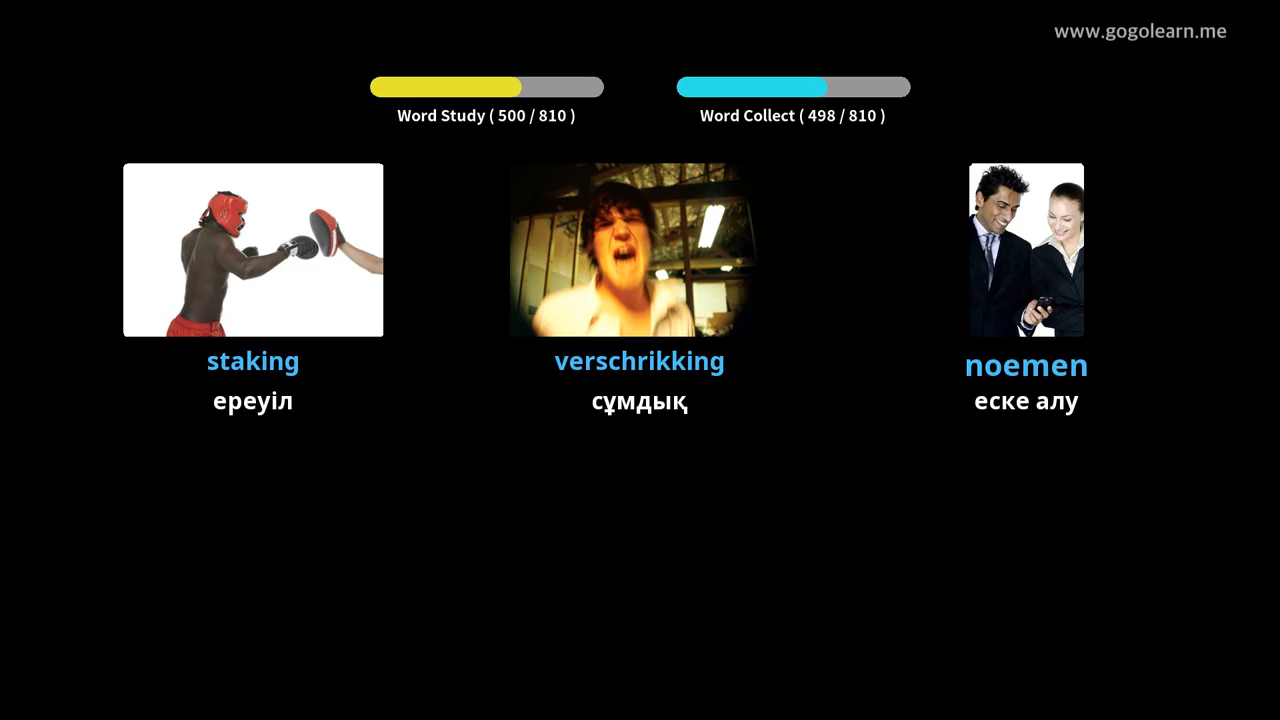 www.gogolearn.me
Word Study ( 500 / 810 )
Word Collect ( 498 / 810 )
staking
verschrikking
noemen
ереуіл
сұмдық
еске алу